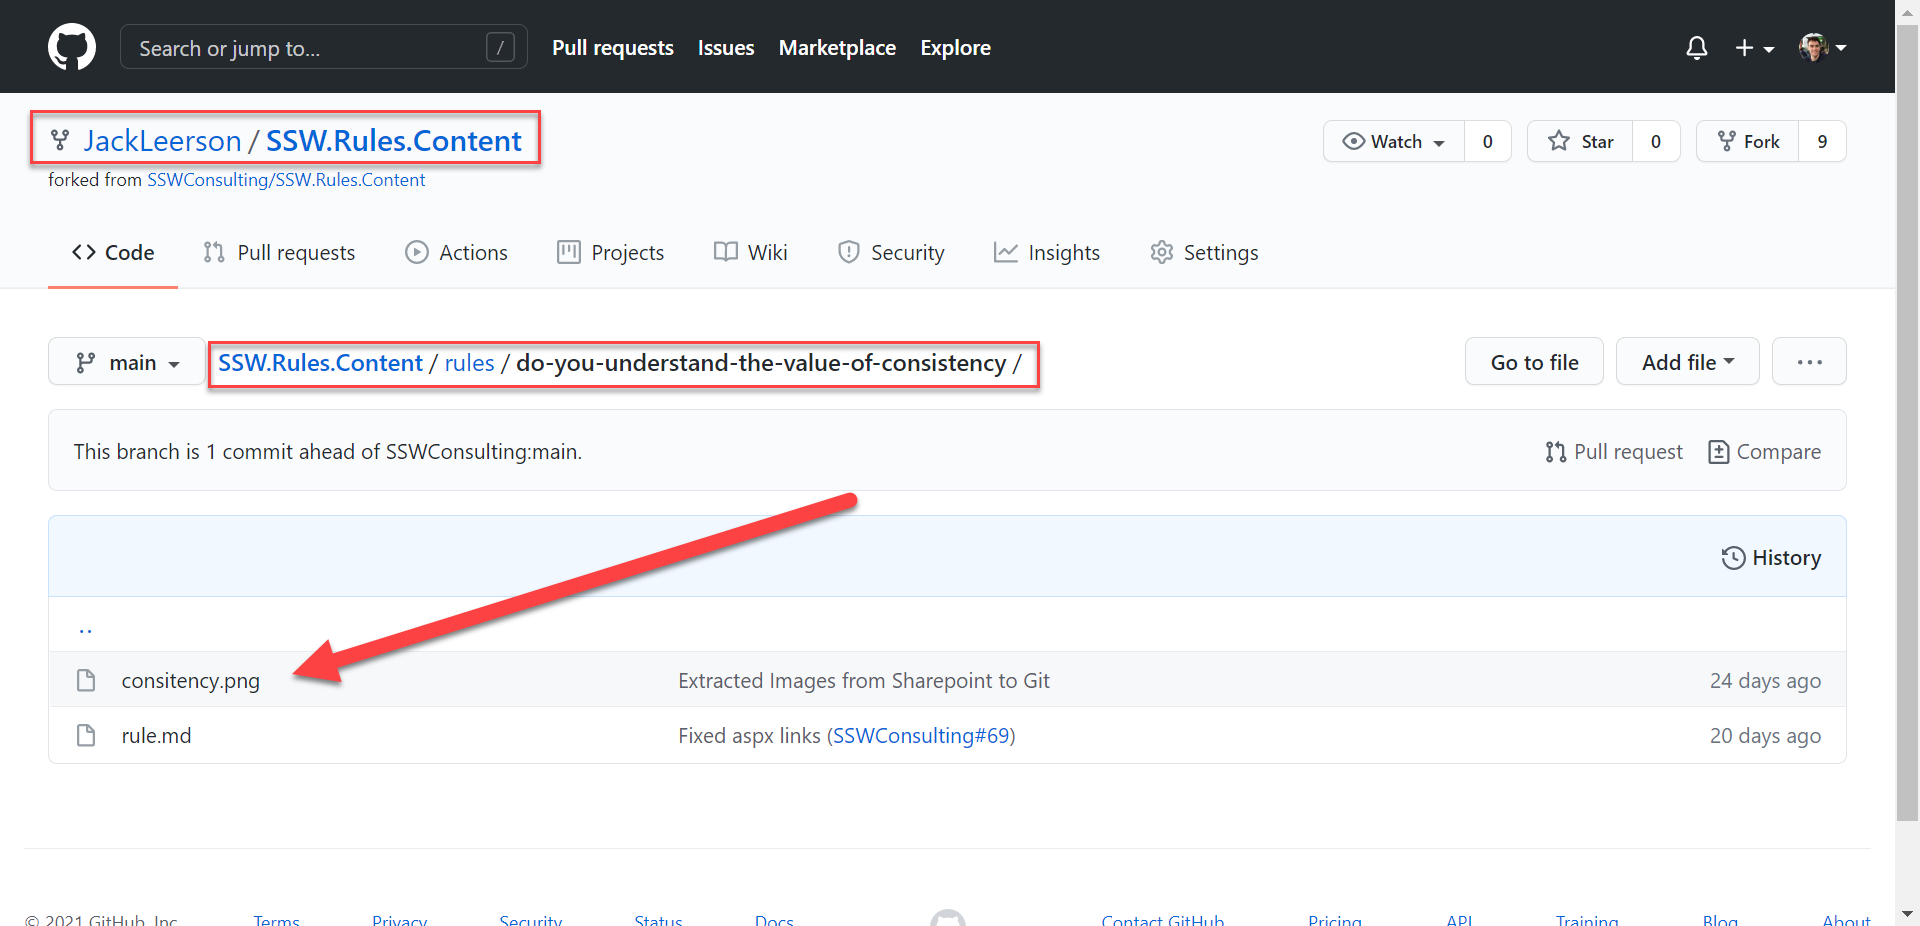 Search or jump to... /
Pull requests Issues Marketplace Explore
JackLeerson / SSW.Rules.Content
Watch 0 Star 0 Fork 9
forked from SSWConsulting/SSW.Rules.Content
Code Pull requests Actions Projects Wiki Security Insights Settings
main SSW.Rules.Content / rules / do-you-understand-the-value-of-consistency / Go to file Add file ...
This branch is 1 commit ahead of SSWConsulting:main. Pull request Compare
History
..
consitency.png Extracted Images from Sharepoint to Git 24 days ago
rule.md Fixed aspx links (SSWConsulting#69) 20 days ago
© 2021 GitHub, Inc. Terms Privacy Security Status Docs Contact GitHub Pricing API Training Blog About